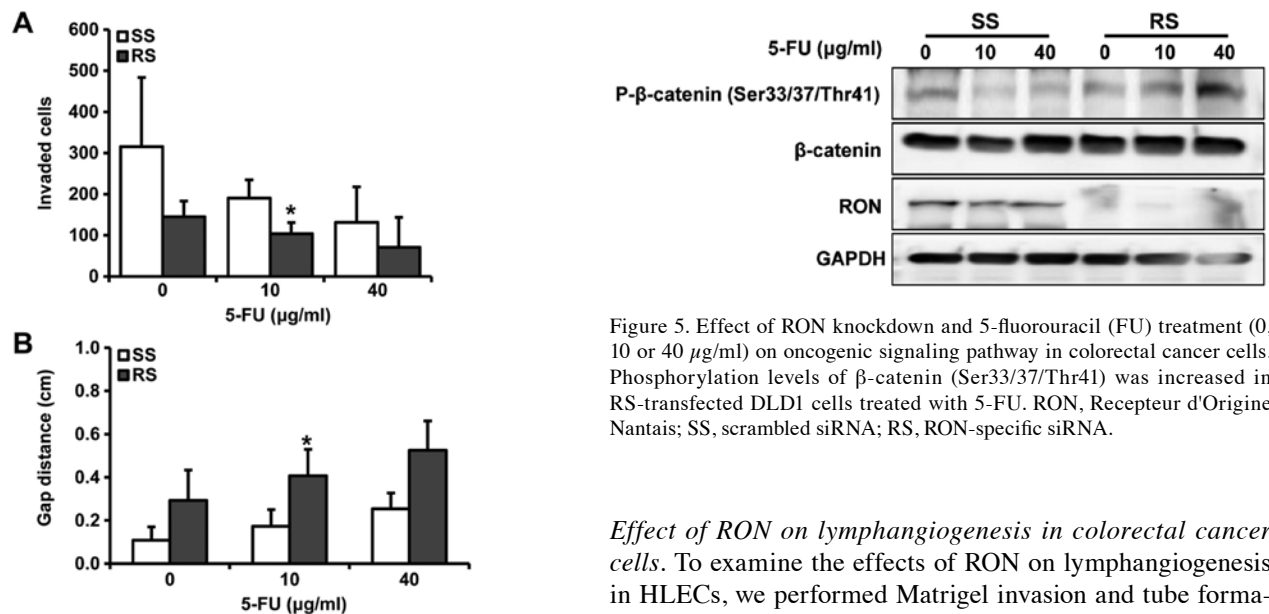 A
600
500
400
300
200
100
0
Invaded cells
SS
RS
*
0 10 40
5-FU (µg/ml)
B
1.0
0.8
0.6
0.4
0.2
0.0
Gap distance (cm)
SS
RS
*
0 10 40
5-FU (µg/ml)
SS RS
5-FU (µg/ml) 0 10 40 0 10 40
P-β-catenin (Ser33/37/Thr41)
β-catenin
RON
GAPDH
Figure 5. Effect of RON knockdown and 5-fluorouracil (FU) treatment (0,
10 or 40 µg/ml) on oncogenic signaling pathway in colorectal cancer cells.
Phosphorylation levels of β-catenin (Ser33/37/Thr41) was increased in
RS-transfected DLD1 cells treated with 5-FU. RON, Recepteur d'Origine
Nantais; SS, scrambled siRNA; RS, RON-specific siRNA.
Effect of RON on lymphangiogenesis in colorectal cancer
cells. To examine the effects of RON on lymphangiogenesis
in HLECs, we performed Matrigel invasion and tube forma-